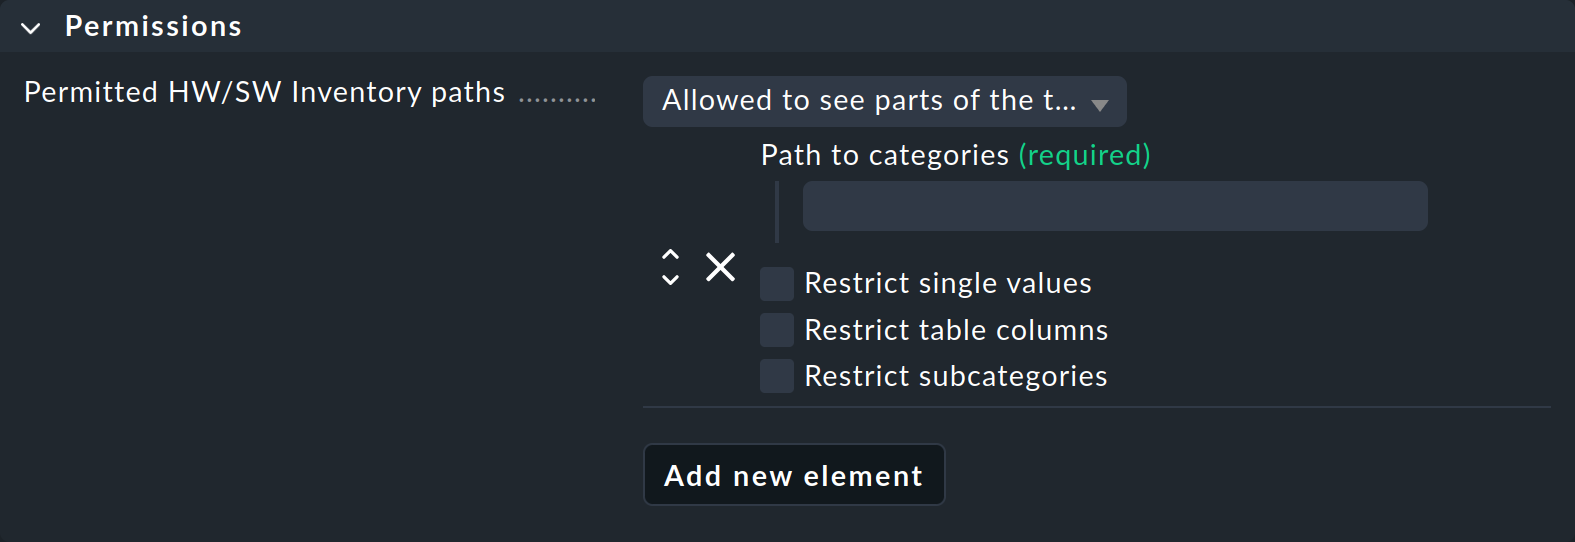 Permissions
Permitted HW/SW Inventory paths ..........
Allowed to see parts of the t...
Path to categories (required)
Restrict single values
Restrict table columns
Restrict subcategories
Add new element